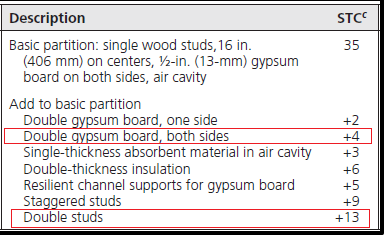 Description STCᶜ
Basic partition: single wood studs,16 in. 35
(406 mm) on centers, ½-in. (13-mm) gypsum
board on both sides, air cavity
Add to basic partition
Double gypsum board, one side +2
Double gypsum board, both sides +4
Single-thickness absorbent material in air cavity +3
Double-thickness insulation +6
Resilient channel supports for gypsum board +5
Staggered studs +9
Double studs +13